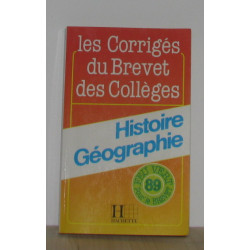 les Corrigés
du Brevet
des Collèges
Histoire
Géographie
89
H
HACHETTE